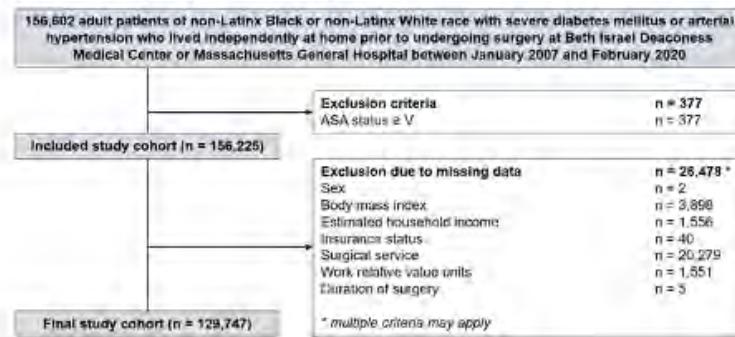 156,602 adult patients of non-Latinx Black or non-Latinx White race with severe diabetes mellitus or arterial
hypertension who lived independently at home prior to undergoing surgery at Beth Israel Deaconess
Medical Center or Massachusetts General Hospital between January 2007 and February 2020
Exclusion criteria n = 377
ASA status ≥ V n = 377
Included study cohort (n = 156,225)
Exclusion due to missing data n = 26,478 *
Sex n = 2
Body mass index n = 3,898
Estimated household income n = 1,556
Insurance status n = 40
Surgical service n = 20,279
Work relative value units n = 1,551
Duration of surgery n = 5
* multiple criteria may apply
Final study cohort (n = 129,747)